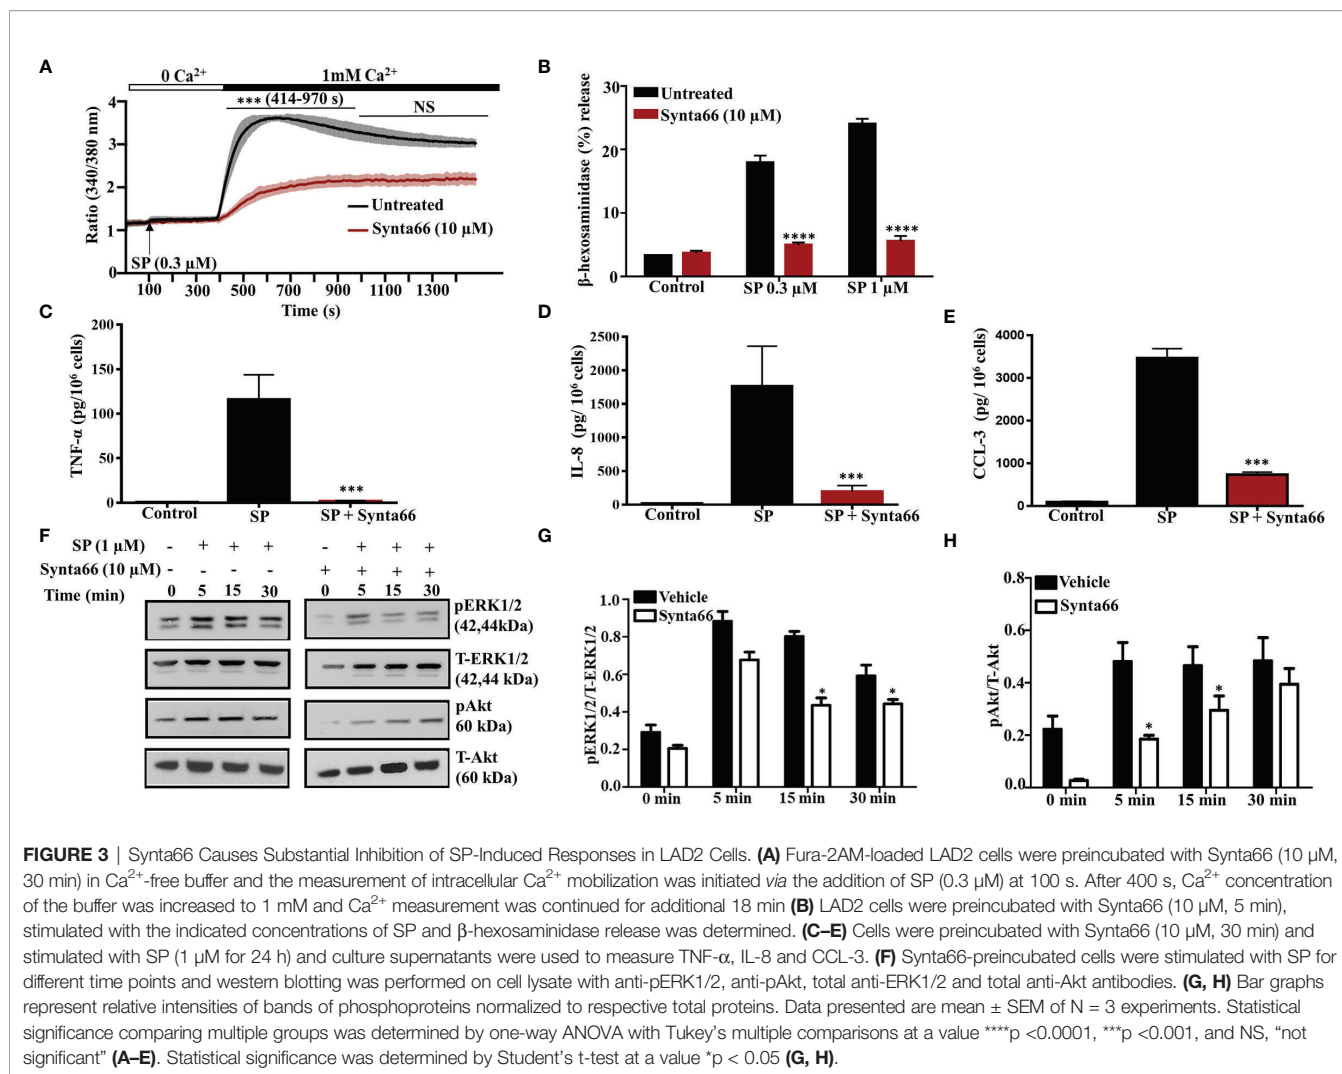 A
0 Ca²⁺ 1mM Ca²⁺
*** (414-970 s) NS
Ratio (340/380 nm)
4
3
2
1
0
Untreated
Synta66 (10 µM)
SP (0.3 µM)
100 300 500 700 900 1100 1300
Time (s)
B
β-hexosaminidase (%) release
30
20
10
0
Untreated
Synta66 (10 µM)
**** ****
Control SP 0.3 µM SP 1 µM
C
TNF-α (pg/10⁶ cells)
200
150
100
50
0
***
Control SP SP + Synta66
D
IL-8 (pg/ 10⁶ cells)
2500
2000
1500
1000
500
0
***
Control SP SP + Synta66
E
CCL-3 (pg/ 10⁶ cells)
4000
3000
2000
1000
0
***
Control SP SP + Synta66
F
SP (1 µM) - + + + - + + +
Synta66 (10 µM) - - - - + + + +
Time (min) 0 5 15 30 0 5 15 30
pERK1/2
(42,44kDa)
T-ERK1/2
(42,44 kDa)
pAkt
60 kDa)
T-Akt
(60 kDa)
G
pERK1/2/T-ERK1/2
1.0
0.8
0.6
0.4
0.2
0.0
Vehicle
Synta66
* *
0 min 5 min 15 min 30 min
H
pAkt/T-Akt
0.8
0.6
0.4
0.2
0.0
Vehicle
Synta66
* *
0 min 5 min 15 min 30 min
FIGURE 3 | Synta66 Causes Substantial Inhibition of SP-Induced Responses in LAD2 Cells. (A) Fura-2AM-loaded LAD2 cells were preincubated with Synta66 (10 µM,
30 min) in Ca²⁺-free buffer and the measurement of intracellular Ca²⁺ mobilization was initiated via the addition of SP (0.3 µM) at 100 s. After 400 s, Ca²⁺ concentration
of the buffer was increased to 1 mM and Ca²⁺ measurement was continued for additional 18 min (B) LAD2 cells were preincubated with Synta66 (10 µM, 5 min),
stimulated with the indicated concentrations of SP and β-hexosaminidase release was determined. (C–E) Cells were preincubated with Synta66 (10 µM, 30 min) and
stimulated with SP (1 µM for 24 h) and culture supernatants were used to measure TNF-α, IL-8 and CCL-3. (F) Synta66-preincubated cells were stimulated with SP for
different time points and western blotting was performed on cell lysate with anti-pERK1/2, anti-pAkt, total anti-ERK1/2 and total anti-Akt antibodies. (G, H) Bar graphs
represent relative intensities of bands of phosphoproteins normalized to respective total proteins. Data presented are mean ± SEM of N = 3 experiments. Statistical
significance comparing multiple groups was determined by one-way ANOVA with Tukey's multiple comparisons at a value ****p <0.0001, ***p <0.001, and NS, “not
significant” (A–E). Statistical significance was determined by Student's t-test at a value *p < 0.05 (G, H).